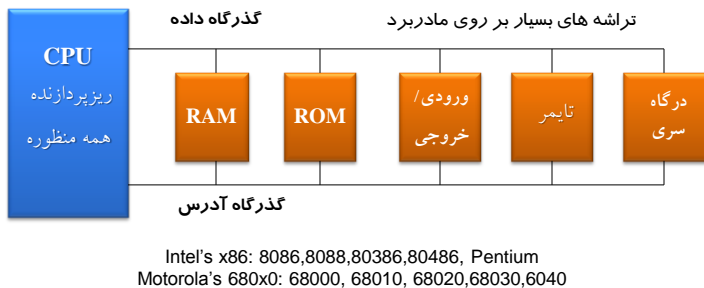 گذرگاه داده
تراشه های بسیار بر روی مادربرد
CPU
ریزپردازنده
همه منظوره
RAM
ROM
ورودی/
خروجی
تایمر
درگاه
سری
گذرگاه آدرس
Intel's x86: 8086,8088,80386,80486, Pentium
Motorola's 680x0: 68000, 68010, 68020,68030,6040